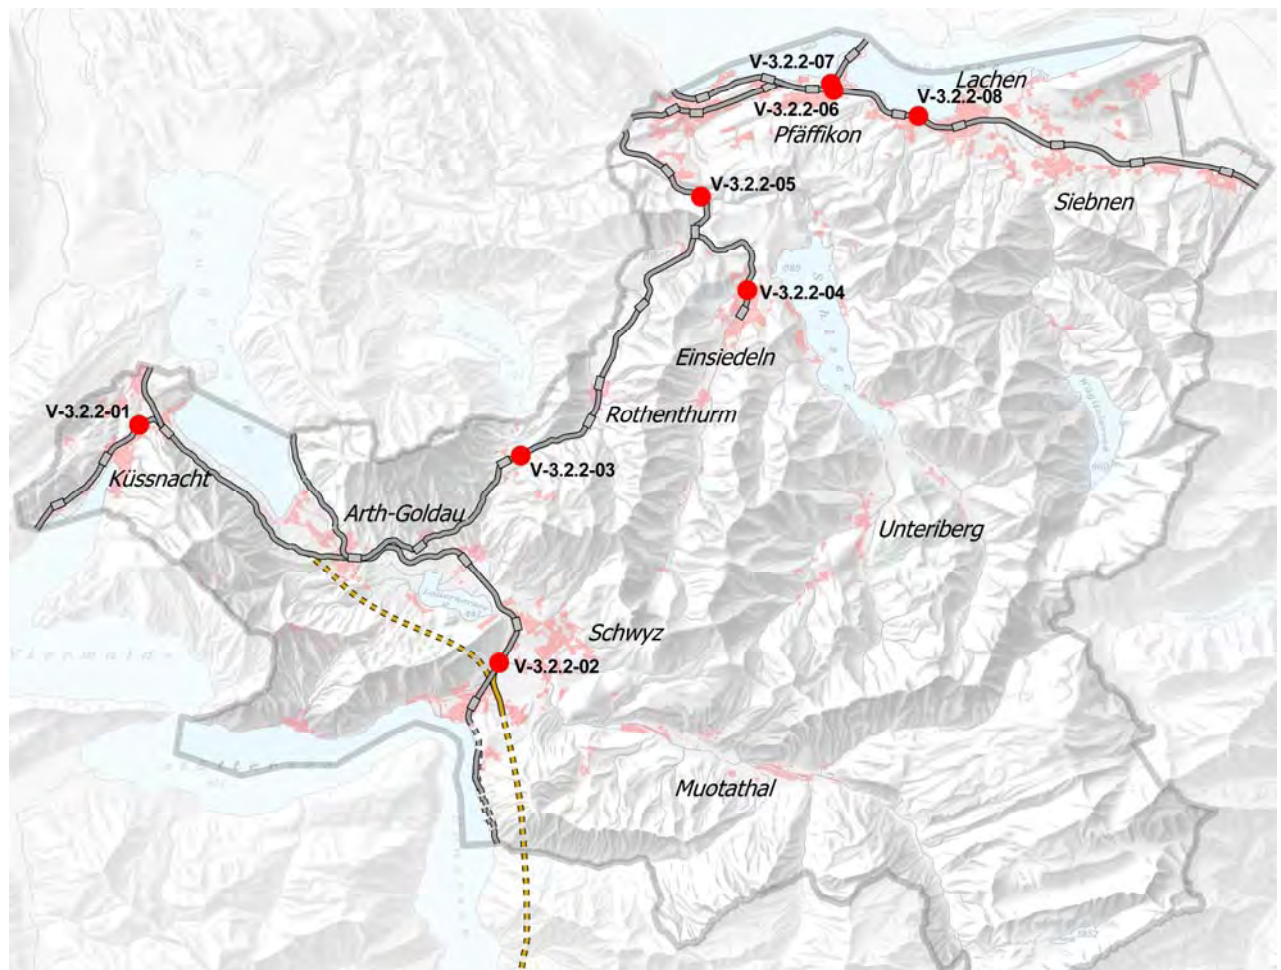 V-3.2.2-07
Lachen
V-3.2.2-08
V-3.2.2-06
Pfäffikon
V-3.2.2-05
Siebnen
V-3.2.2-04
Einsiedeln
V-3.2.2-01
Rothenthurm
Küssnacht
V-3.2.2-03
Arth-Goldau
Unteriberg
Schwyz
V-3.2.2-02
Muotathal